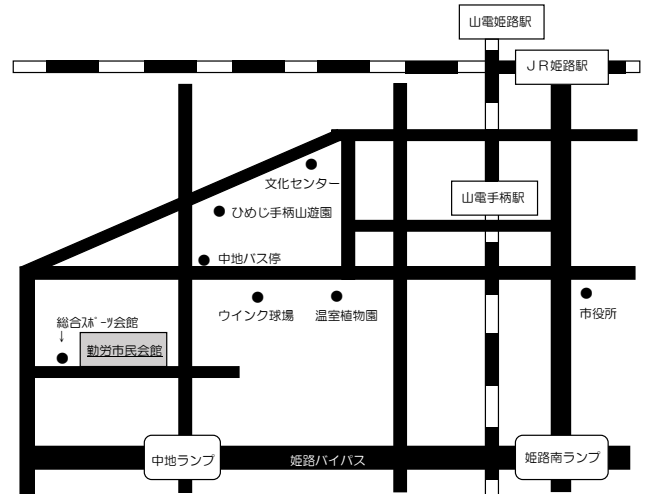 山電姫路駅
ＪＲ姫路駅
文化センター
山電手柄駅
ひめじ手柄山遊園
中地バス停
ウインク球場
温室植物園
市役所
総合ｽﾎﾟｰﾂ会館
↓
勤労市民会館
中地ランプ
姫路バイパス
姫路南ランプ